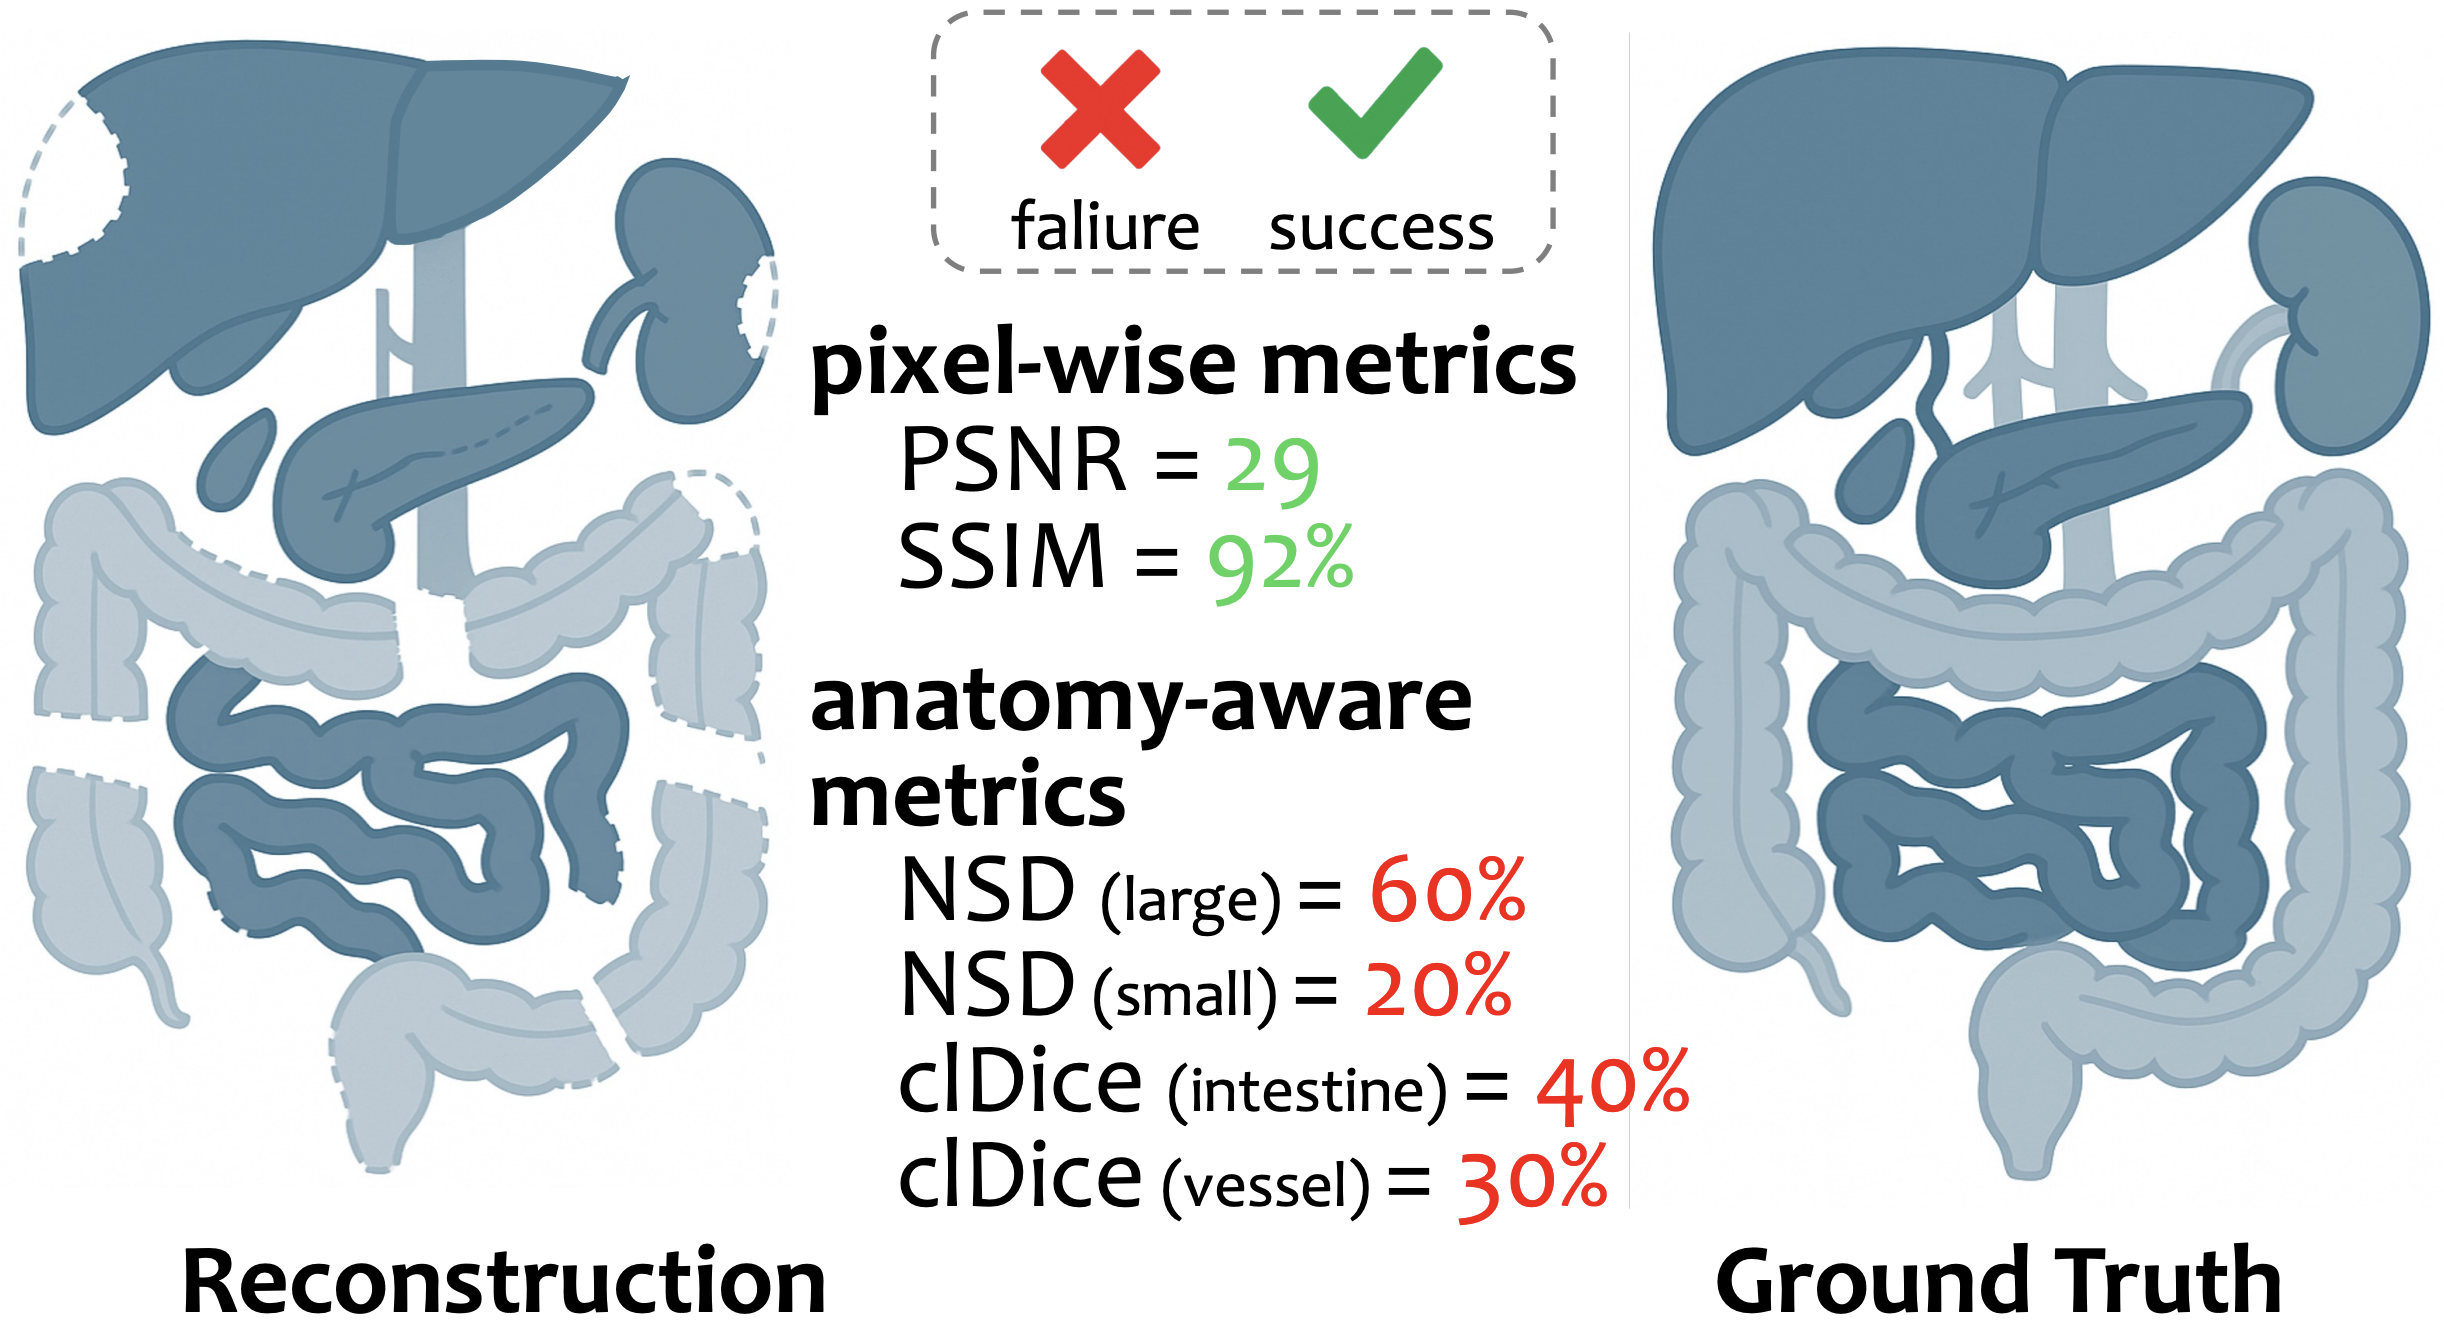 faliure success
pixel-wise metrics
PSNR = 29
SSIM = 92%
anatomy-aware
metrics
NSD (large) = 60%
NSD (small) = 20%
clDice (intestine) = 40%
clDice (vessel) = 30%
Reconstruction
Ground Truth